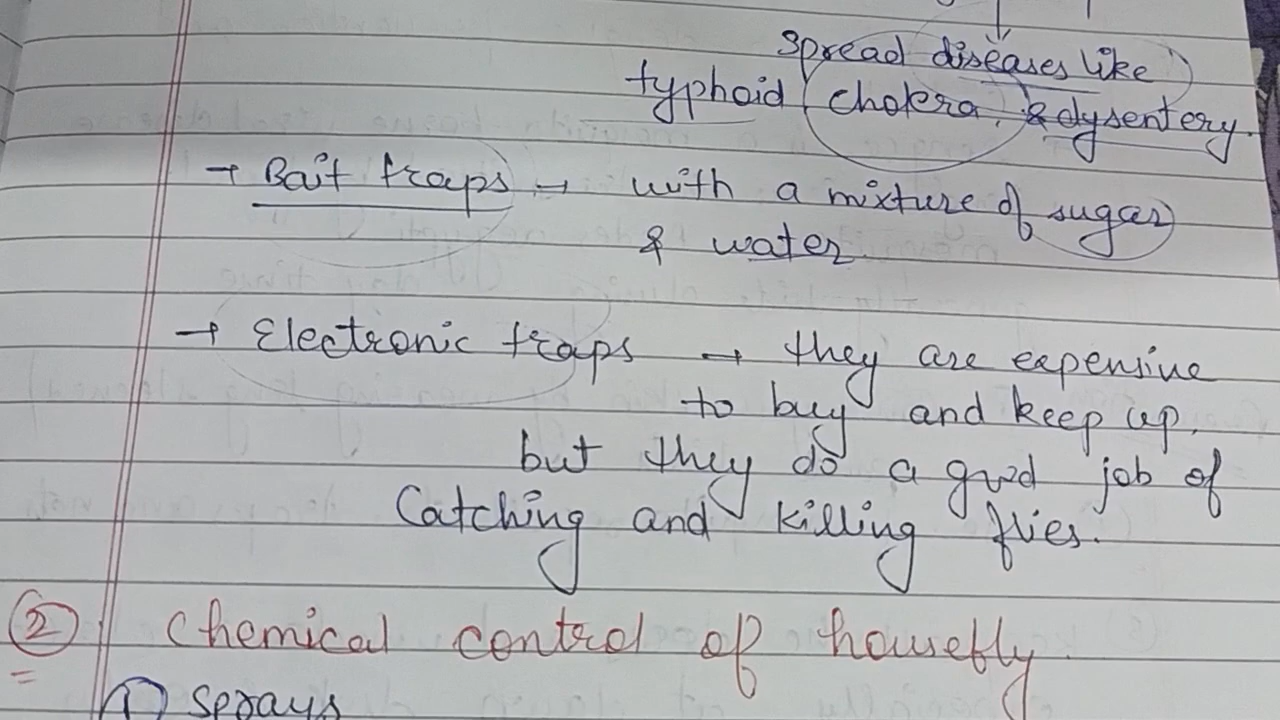 Spread diseases like
typhoid, cholera, & dysentery.
→ Bait traps → with a mixture of sugar
& water
→ Electronic traps → they are expensive
to buy and keep up,
but they do a good job of
Catching and killing flies.
② Chemical control of housefly
① Sprays